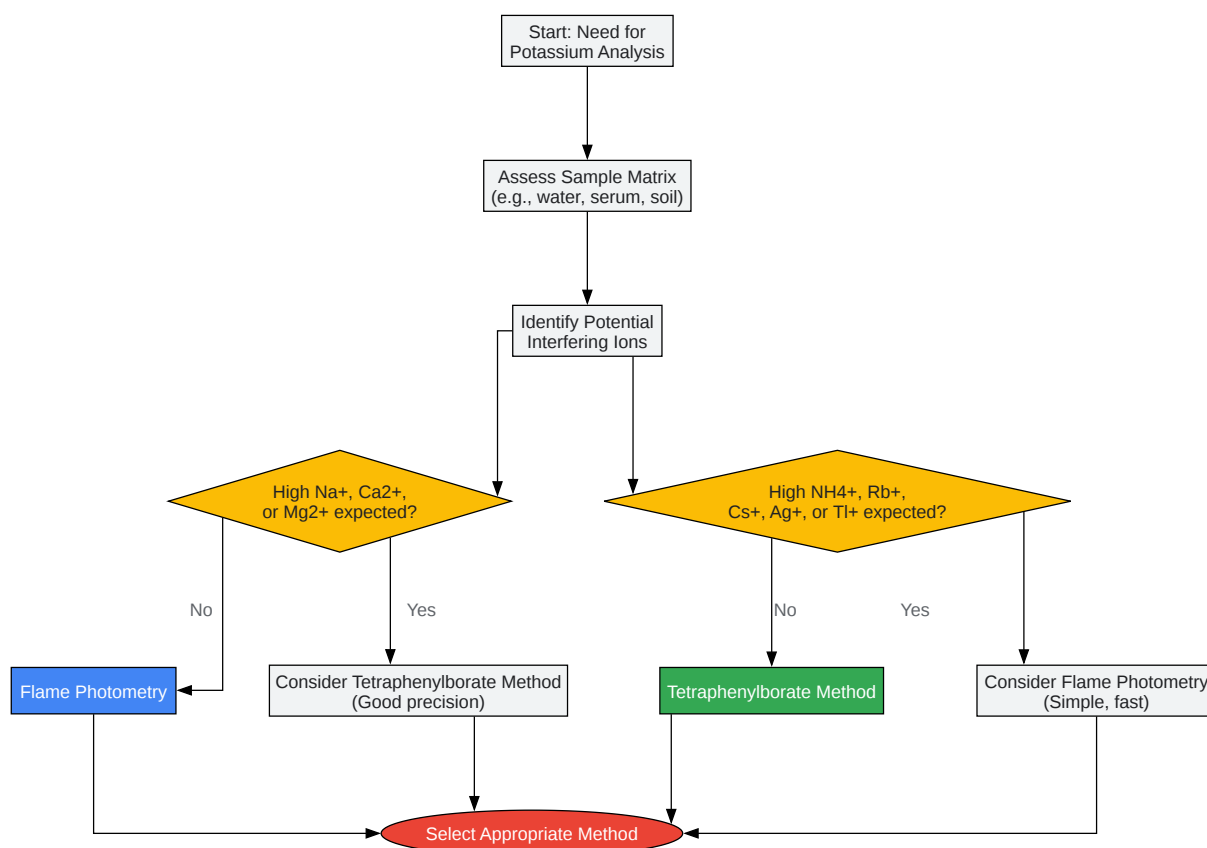 Start: Need for
Potassium Analysis
Assess Sample Matrix
(e.g., water, serum, soil)
Identify Potential
Interfering Ions
High Na+, Ca2+,
or Mg2+ expected?
High NH4+, Rb+,
Cs+, Ag+, or Tl+ expected?
No
Yes
No
Yes
Flame Photometry
Consider Tetraphenylborate Method
(Good precision)
Tetraphenylborate Method
Consider Flame Photometry
(Simple, fast)
Select Appropriate Method